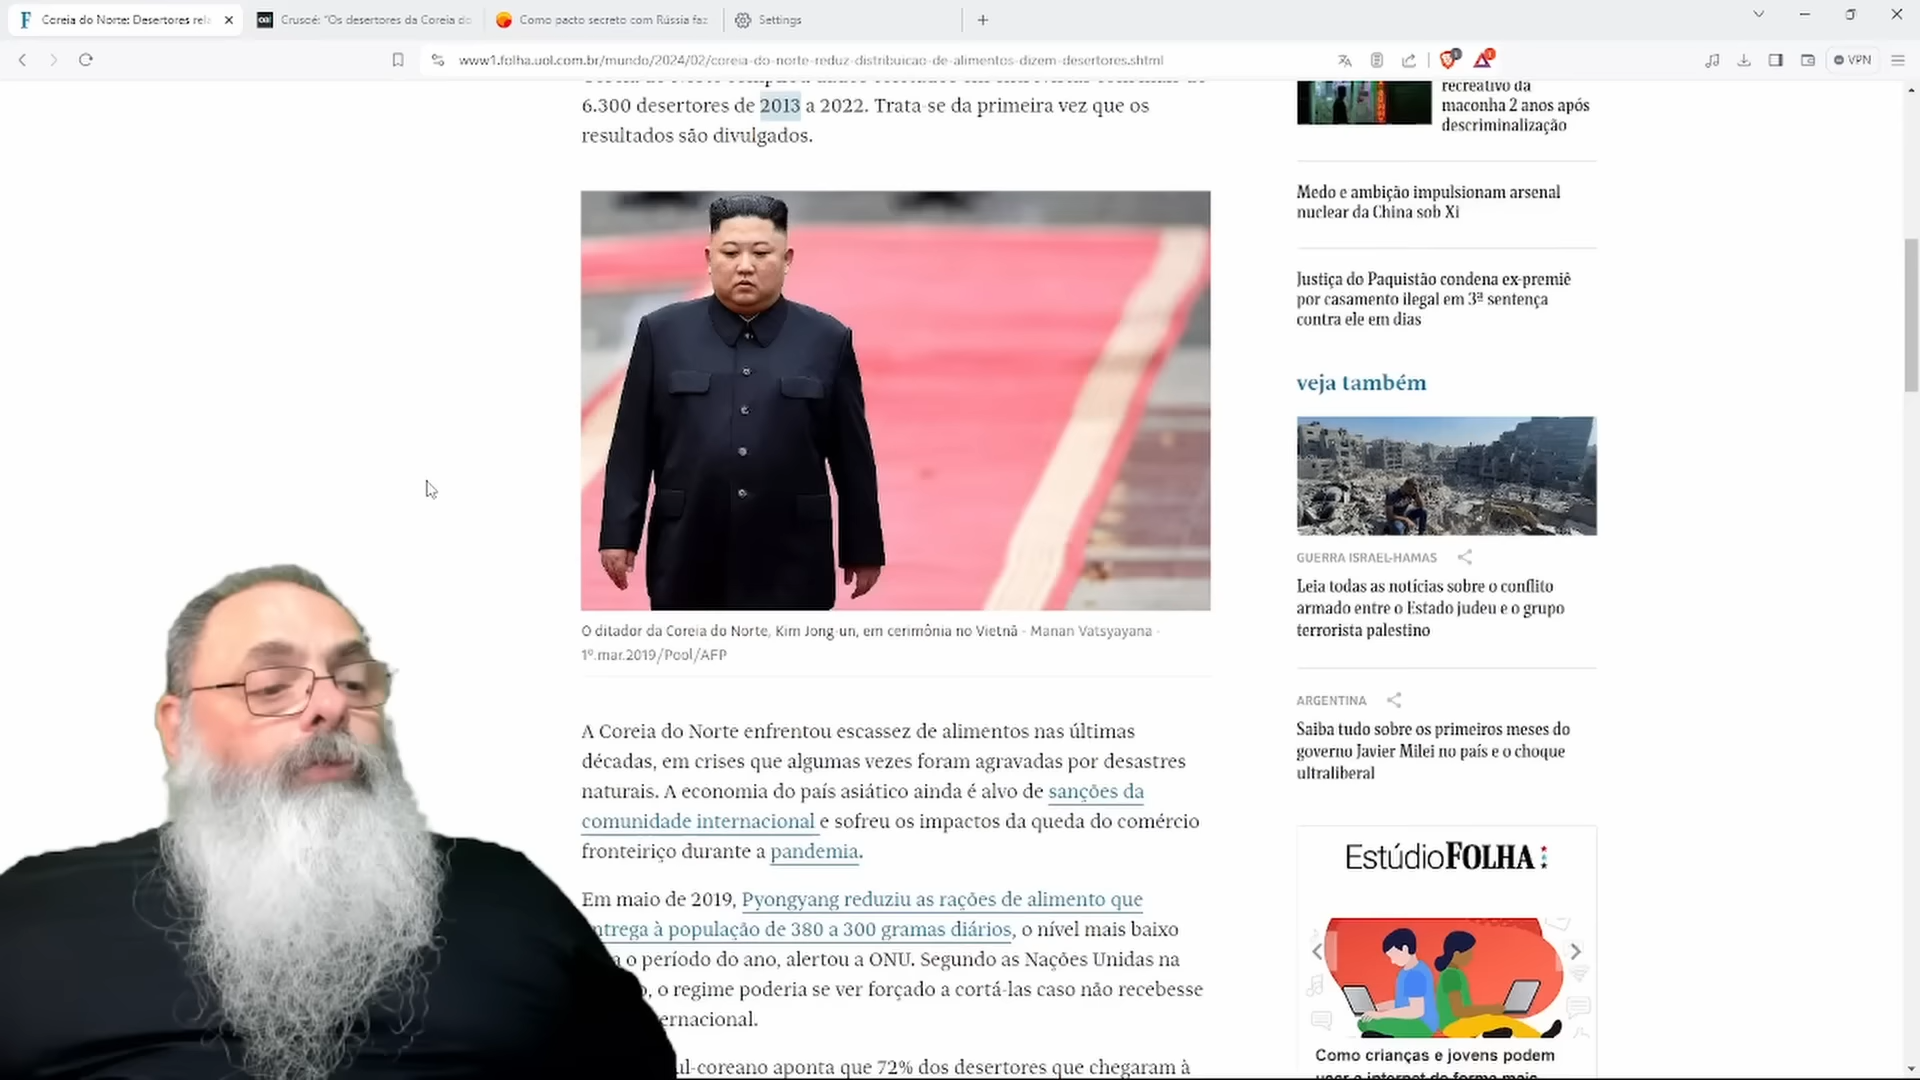 Coreia do Norte: Desertores rel
Crusoé: "Os desertores da Coreia do
Como pacto secreto com Rússia faz
Settings
www1.folha.uol.com.br/mundo/2024/02/coreia-do-norte-reduz-distribuicao-de-alimentos-dizem-desertores.shtml
VPN
6.300 desertores de 2013 a 2022. Trata-se da primeira vez que os
resultados são divulgados.
O ditador da Coreia do Norte, Kim Jong-un, em cerimônia no Vietnã - Manan Vatsyayana -
1º.mar.2019/Pool/AFP
A Coreia do Norte enfrentou escassez de alimentos nas últimas
décadas, em crises que algumas vezes foram agravadas por desastres
naturais. A economia do país asiático ainda é alvo de sanções da
comunidade internacional e sofreu os impactos da queda do comércio
fronteiriço durante a pandemia.
Em maio de 2019, Pyongyang reduziu as rações de alimento que
ntrega à população de 380 a 300 gramas diários, o nível mais baixo
o período do ano, alertou a ONU. Segundo as Nações Unidas na
o, o regime poderia se ver forçado a cortá-las caso não recebesse
ernacional.
ul-coreano aponta que 72% dos desertores que chegaram à
recreativo da
maconha 2 anos após
descriminalização
Medo e ambição impulsionam arsenal
nuclear da China sob Xi
Justiça do Paquistão condena ex-premiê
por casamento ilegal em 3ª sentença
contra ele em dias
veja também
GUERRA ISRAEL-HAMAS
Leia todas as notícias sobre o conflito
armado entre o Estado judeu e o grupo
terrorista palestino
ARGENTINA
Saiba tudo sobre os primeiros meses do
governo Javier Milei no país e o choque
ultraliberal
EstúdioFOLHA
Como crianças e jovens podem
usar a internet de forma mais